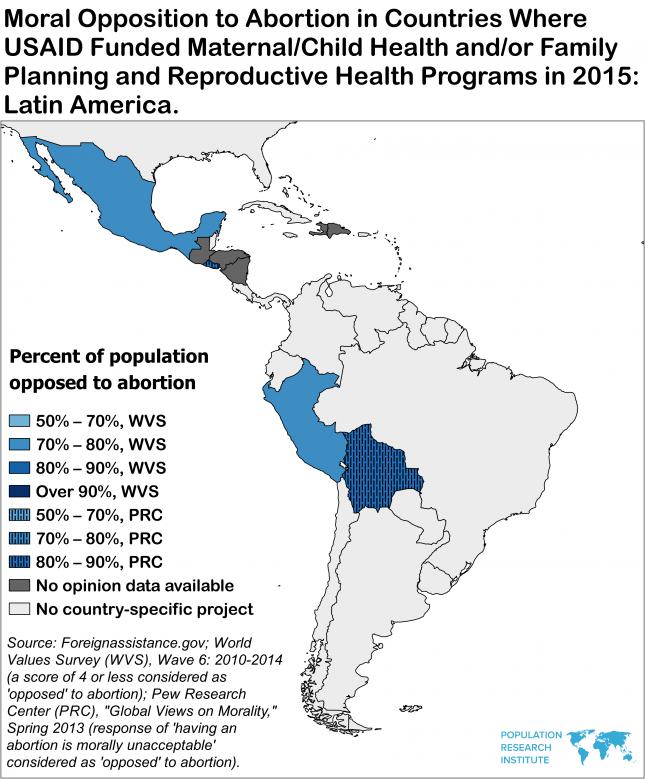 Moral Opposition to Abortion in Countries Where
USAID Funded Maternal/Child Health and/or Family
Planning and Reproductive Health Programs in 2015:
Latin America.
Percent of population
opposed to abortion
50% – 70%, WVS
70% – 80%, WVS
80% – 90%, WVS
Over 90%, WVS
50% – 70%, PRC
70% – 80%, PRC
80% – 90%, PRC
No opinion data available
No country-specific project
Source: Foreignassistance.gov; World
Values Survey (WVS), Wave 6: 2010-2014
(a score of 4 or less considered as
'opposed' to abortion); Pew Research
Center (PRC), "Global Views on Morality,"
Spring 2013 (response of 'having an
abortion is morally unacceptable'
considered as 'opposed' to abortion).
POPULATION
RESEARCH
INSTITUTE